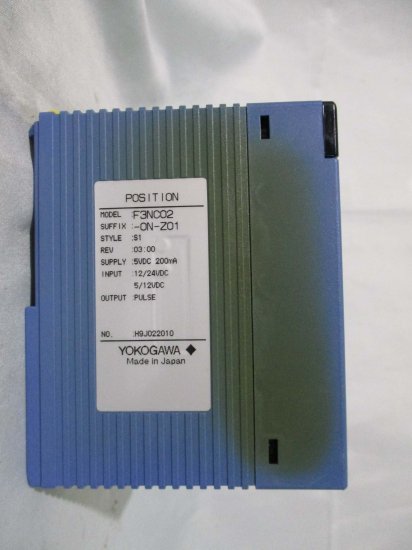 POSITION
MODEL :F3NC02
SUFFIX :-0N-Z01
STYLE :S1
REV :03:00
SUPPLY :5VDC 200mA
INPUT :12/24VDC
5/12VDC
OUTPUT :PULSE
NO. :H9J022010
YOKOGAWA
Made in Japan